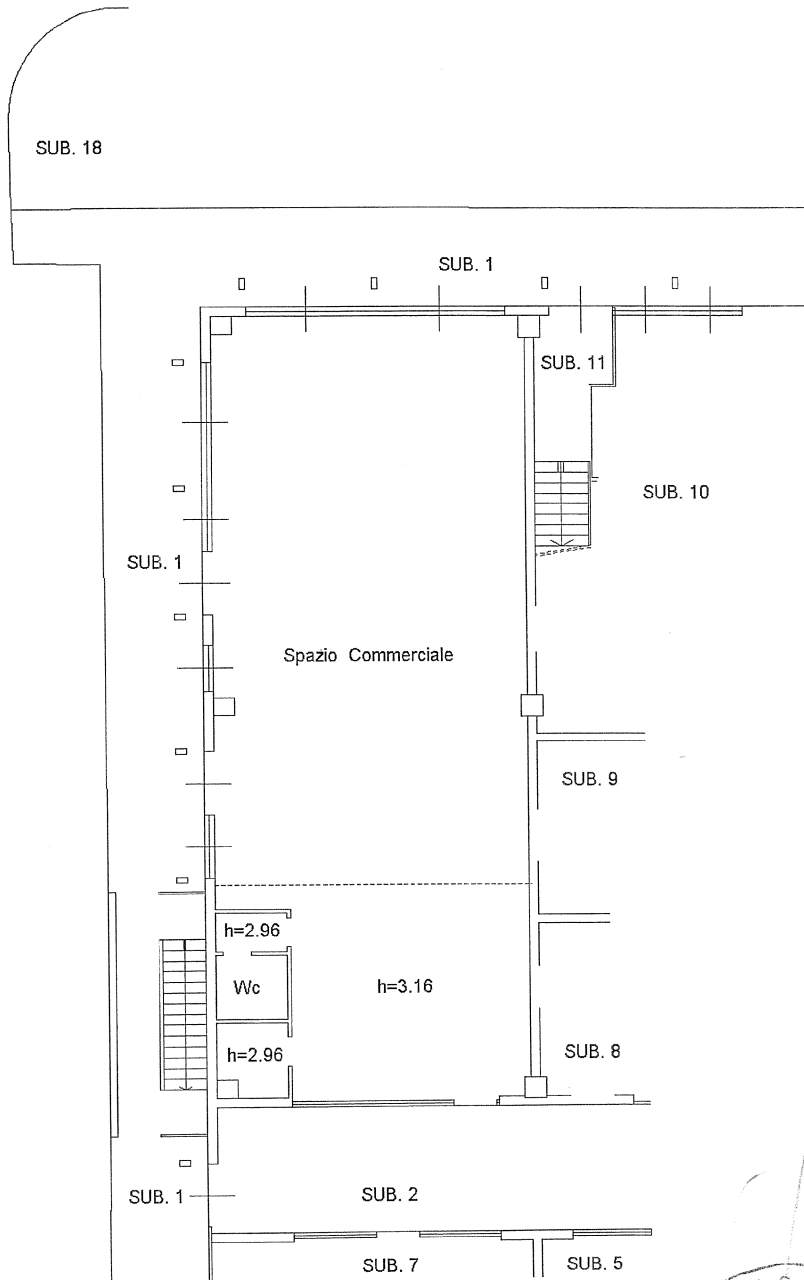 SUB. 18
SUB. 1
SUB. 11
SUB. 10
SUB. 1
Spazio Commerciale
SUB. 9
h=2.96
Wc
h=3.16
h=2.96
SUB. 8
SUB. 1
SUB. 2
SUB. 7
SUB. 5